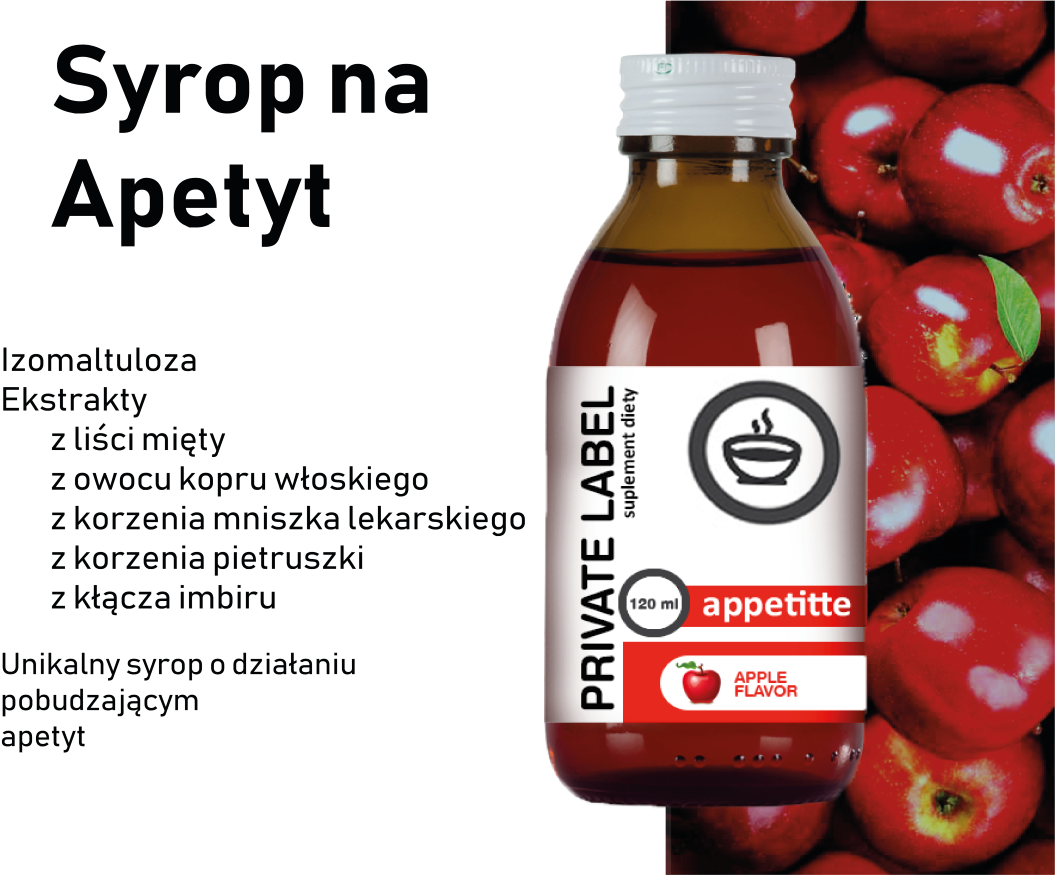 Syrop na
Apetyt
Izomaltuloza
Ekstrakty
z liści mięty
z owocu kopru włoskiego
z korzenia mniszka lekarskiego
z korzenia pietruszki
z kłącza imbiru
Unikalny syrop o działaniu
pobudzającym
apetyt
PRIVATE LABEL
suplement diety
120 ml
appetitte
APPLE
FLAVOR